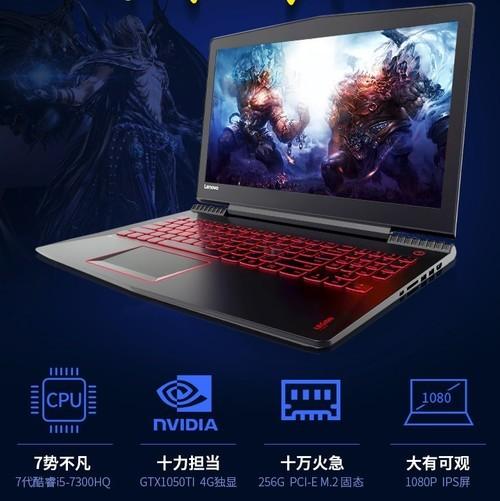 Lenovo
LEGION
CPU
NVIDIA
1080
7势不凡
十力担当
十万火急
大有可观
7代酷睿i5-7300HQ
GTX1050TI 4G独显
256G PCI-E M.2 固态
1080P IPS屏